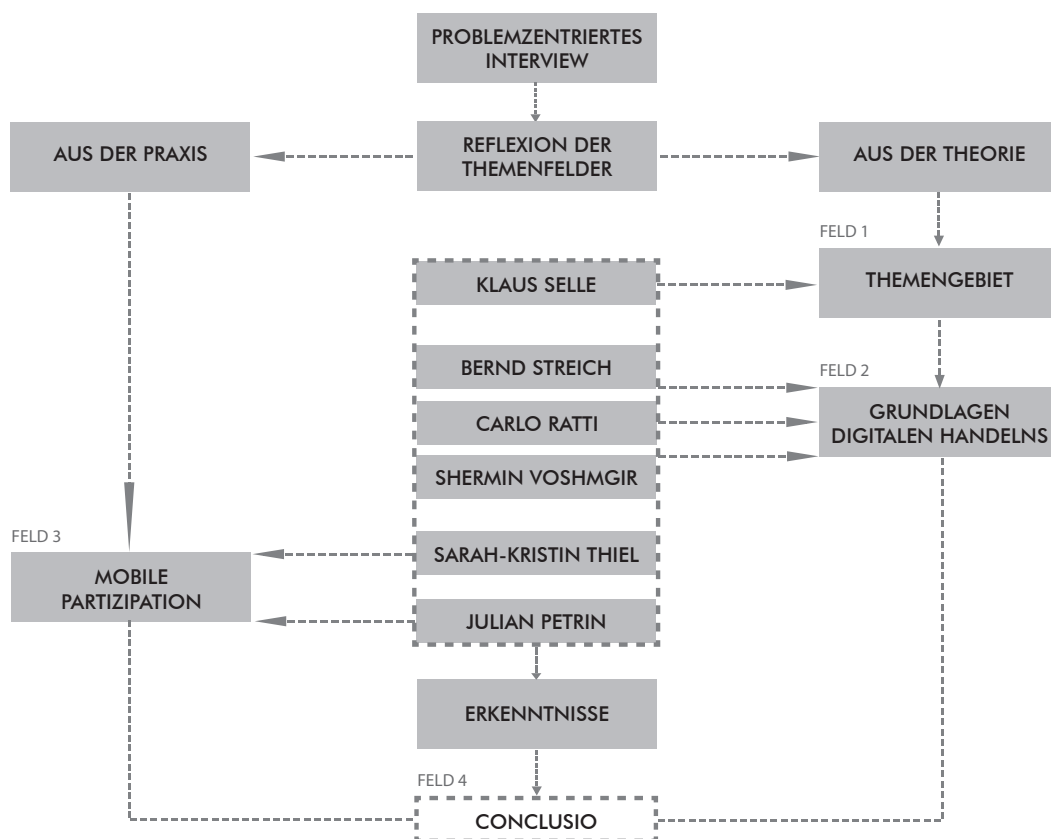 PROBLEMZENTRIERTES
INTERVIEW
AUS DER PRAXIS
REFLEXION DER
THEMENFELDER
AUS DER THEORIE
FELD 1
THEMENGEBIET
KLAUS SELLE
BERND STREICH
FELD 2
GRUNDLAGEN
DIGITALEN HANDELNS
CARLO RATTI
SHERMIN VOSHMGIR
FELD 3
MOBILE
PARTIZIPATION
SARAH-KRISTIN THIEL
JULIAN PETRIN
ERKENNTNISSE
FELD 4
CONCLUSIO